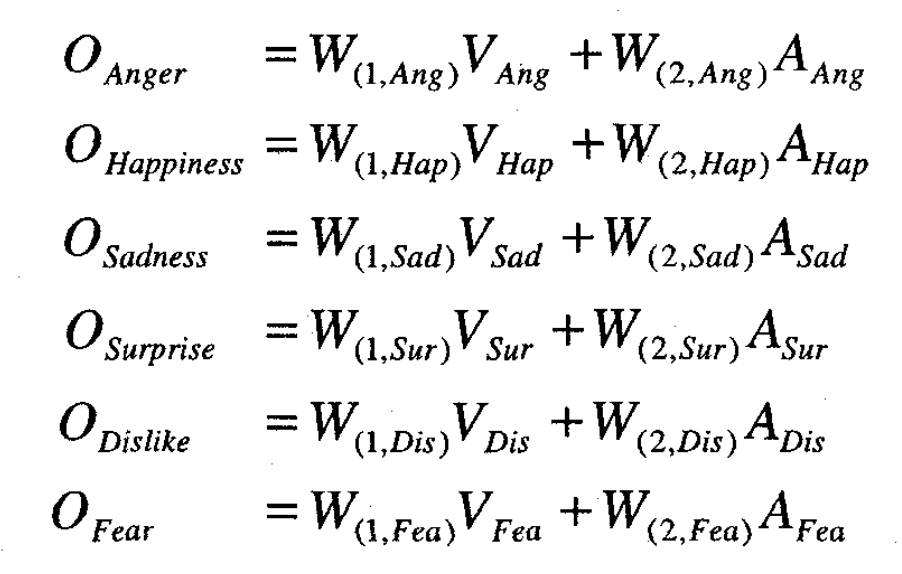 O_Anger = W_(1,Ang) V_Ang + W_(2,Ang) A_Ang
O_Happiness = W_(1,Hap) V_Hap + W_(2,Hap) A_Hap
O_Sadness = W_(1,Sad) V_Sad + W_(2,Sad) A_Sad
O_Surprise = W_(1,Sur) V_Sur + W_(2,Sur) A_Sur
O_Dislike = W_(1,Dis) V_Dis + W_(2,Dis) A_Dis
O_Fear = W_(1,Fea) V_Fea + W_(2,Fea) A_Fea